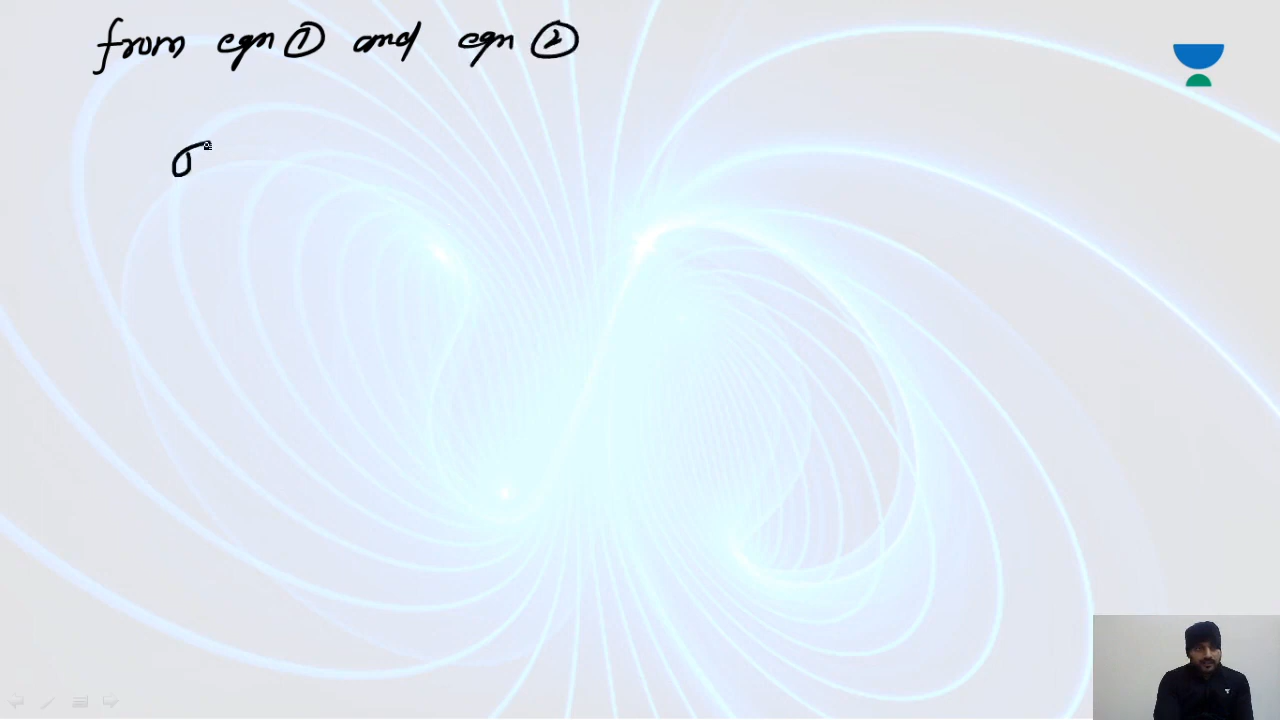 from eqn ① and eqn ②
σ